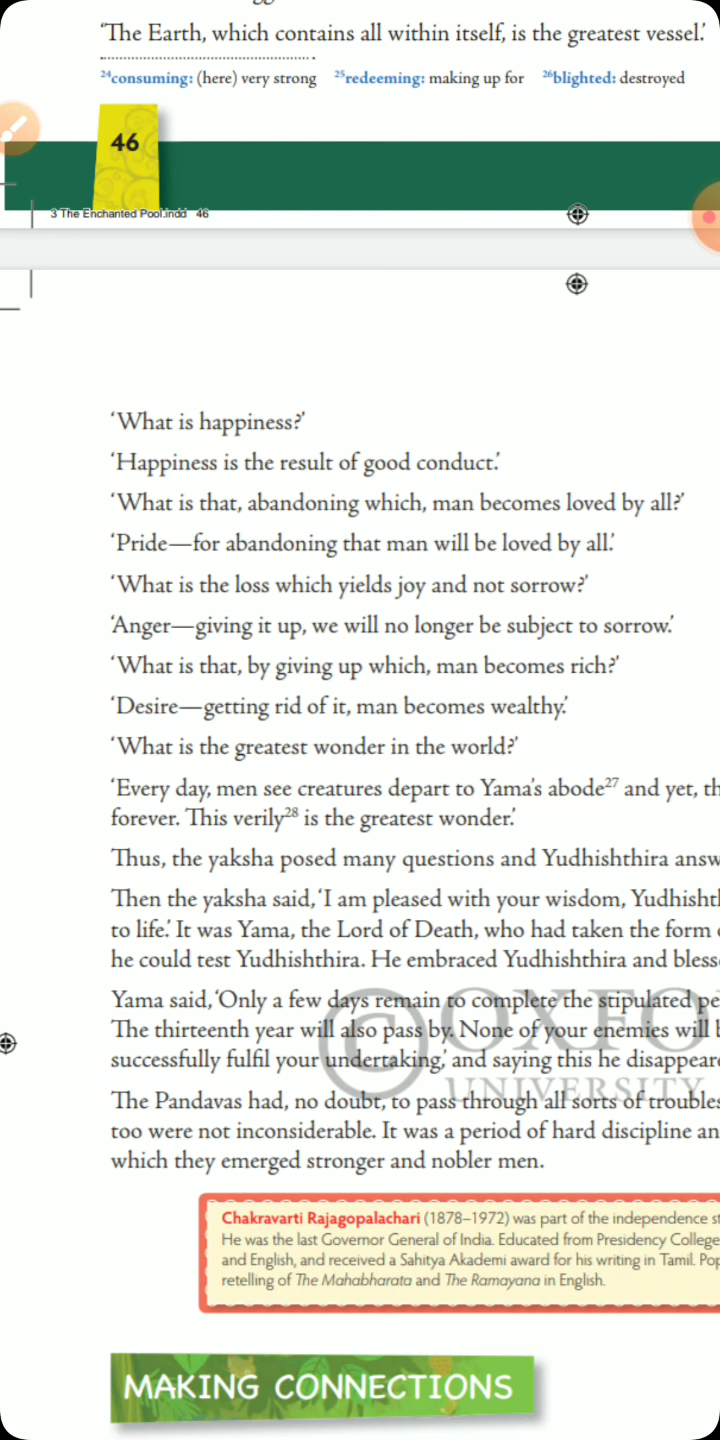 ‘The Earth, which contains all within itself, is the greatest vessel.’
24consuming: (here) very strong 25redeeming: making up for 26blighted: destroyed
46
3 The Enchanted Pool.indd 46
‘What is happiness?’
‘Happiness is the result of good conduct.’
‘What is that, abandoning which, man becomes loved by all?’
‘Pride—for abandoning that man will be loved by all.’
‘What is the loss which yields joy and not sorrow?’
‘Anger—giving it up, we will no longer be subject to sorrow.’
‘What is that, by giving up which, man becomes rich?’
‘Desire—getting rid of it, man becomes wealthy.’
‘What is the greatest wonder in the world?’
‘Every day, men see creatures depart to Yama’s abode27 and yet, th
forever. This verily28 is the greatest wonder.’
Thus, the yaksha posed many questions and Yudhishthira answ
Then the yaksha said, ‘I am pleased with your wisdom, Yudhishth
to life.’ It was Yama, the Lord of Death, who had taken the form
he could test Yudhishthira. He embraced Yudhishthira and bless
Yama said, ‘Only a few days remain to complete the stipulated pe
The thirteenth year will also pass by. None of your enemies will b
successfully fulfil your undertaking,’ and saying this he disappear
The Pandavas had, no doubt, to pass through all sorts of troubles
too were not inconsiderable. It was a period of hard discipline an
which they emerged stronger and nobler men.
© OXFO
UNIVERSITY
Chakravarti Rajagopalachari (1878–1972) was part of the independence st
He was the last Governor General of India. Educated from Presidency College
and English, and received a Sahitya Akademi award for his writing in Tamil. Pop
retelling of The Mahabharata and The Ramayana in English.
MAKING CONNECTIONS